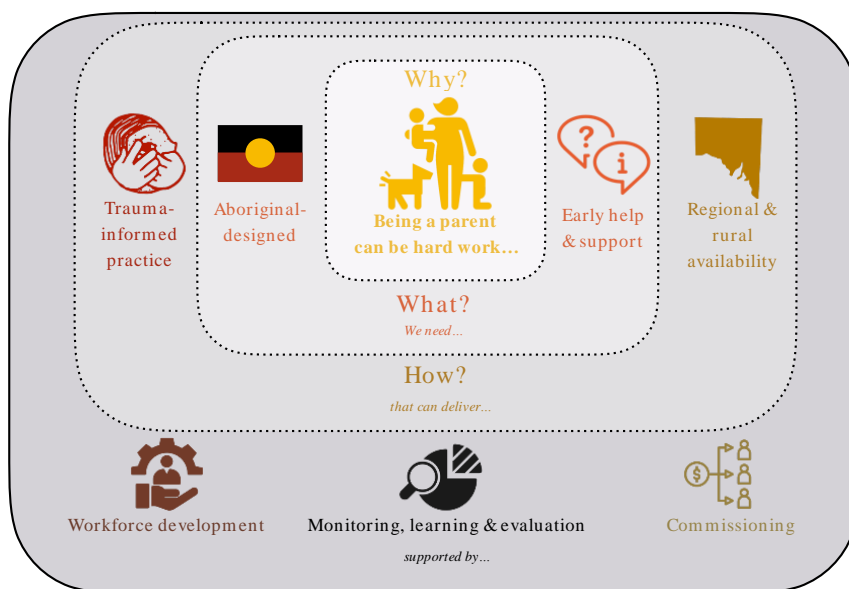 Why?
Being a parent
can be hard work...
Trauma-
informed
practice
Aboriginal-
designed
Early help
& support
Regional &
rural
availability
What?
We need...
How?
that can deliver...
Workforce development
Monitoring, learning & evaluation
Commissioning
supported by...